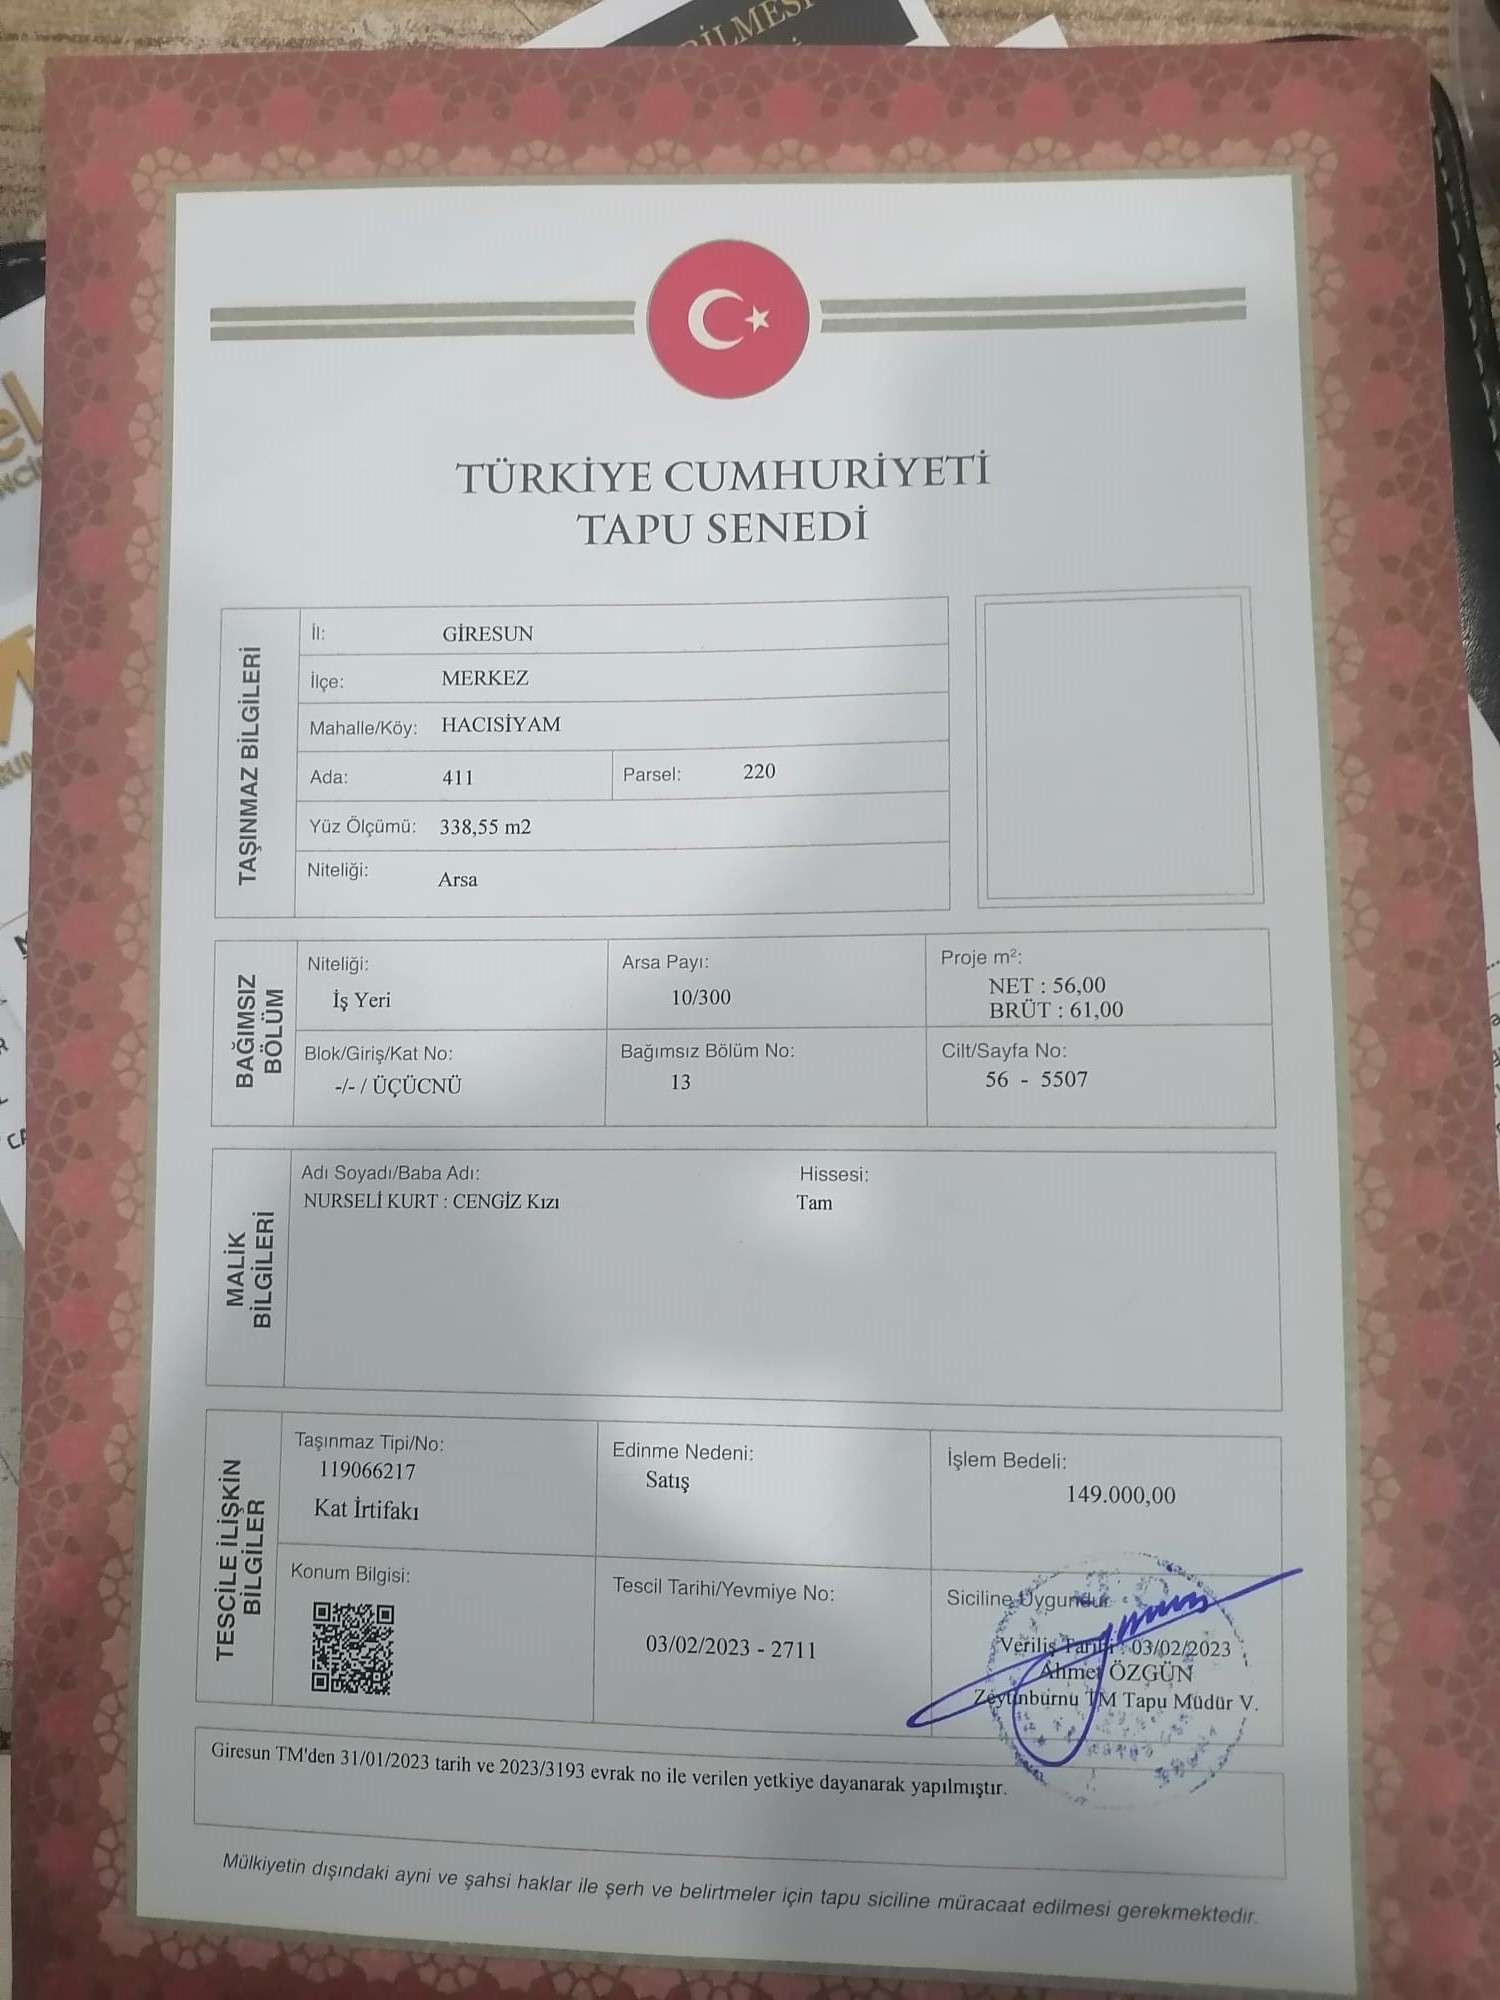 BİLMESİ
TÜRKİYE CUMHURİYETİ
TAPU SENEDİ
TAŞINMAZ BİLGİLERİ
İl: GİRESUN
İlçe: MERKEZ
Mahalle/Köy: HACISİYAM
Ada: 411 Parsel: 220
Yüz Ölçümü: 338,55 m2
Niteliği: Arsa
BAĞIMSIZ
BÖLÜM
Niteliği: Arsa Payı: Proje m²:
İş Yeri 10/300 NET : 56,00
BRÜT : 61,00
Blok/Giriş/Kat No: Bağımsız Bölüm No: Cilt/Sayfa No:
-/- / ÜÇÜCNÜ 13 56 - 5507
MALİK
BİLGİLERİ
Adı Soyadı/Baba Adı: Hissesi:
NURSELİ KURT : CENGİZ Kızı Tam
TESCİLE İLİŞKİN
BİLGİLER
Taşınmaz Tipi/No: Edinme Nedeni: İşlem Bedeli:
119066217 Satış 149.000,00
Kat İrtifakı
Konum Bilgisi: Tescil Tarihi/Yevmiye No: Siciline Uygundur
03/02/2023 - 2711
Veriliş Tarihi : 03/02/2023
Ahmet ÖZGÜN
Zeytinburnu TM Tapu Müdür V.
Giresun TM'den 31/01/2023 tarih ve 2023/3193 evrak no ile verilen yetkiye dayanarak yapılmıştır.
Mülkiyetin dışındaki ayni ve şahsi haklar ile şerh ve belirtmeler için tapu siciline müracaat edilmesi gerekmektedir.